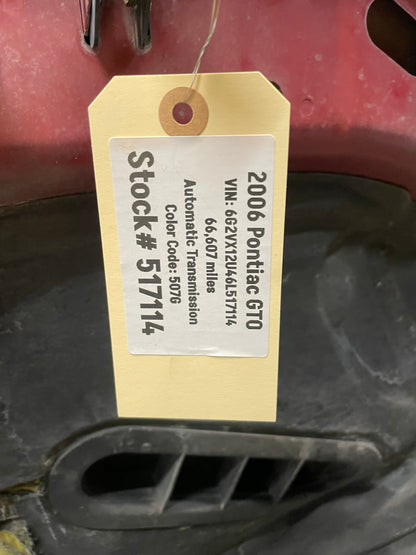 2006 Pontiac GTO
VIN: 6G2VX12U46L517114
66,607 miles
Automatic Transmission
Color Code: 507G
Stock# 517114